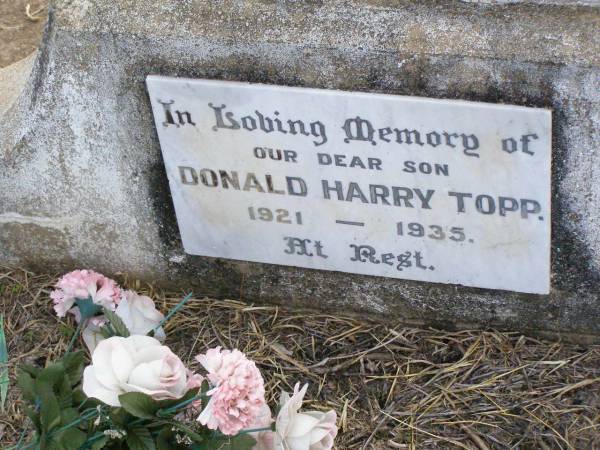 In Loving Memory of
OUR DEAR SON
DONALD HARRY TOPP.
1921 — 1935.
At Rest.